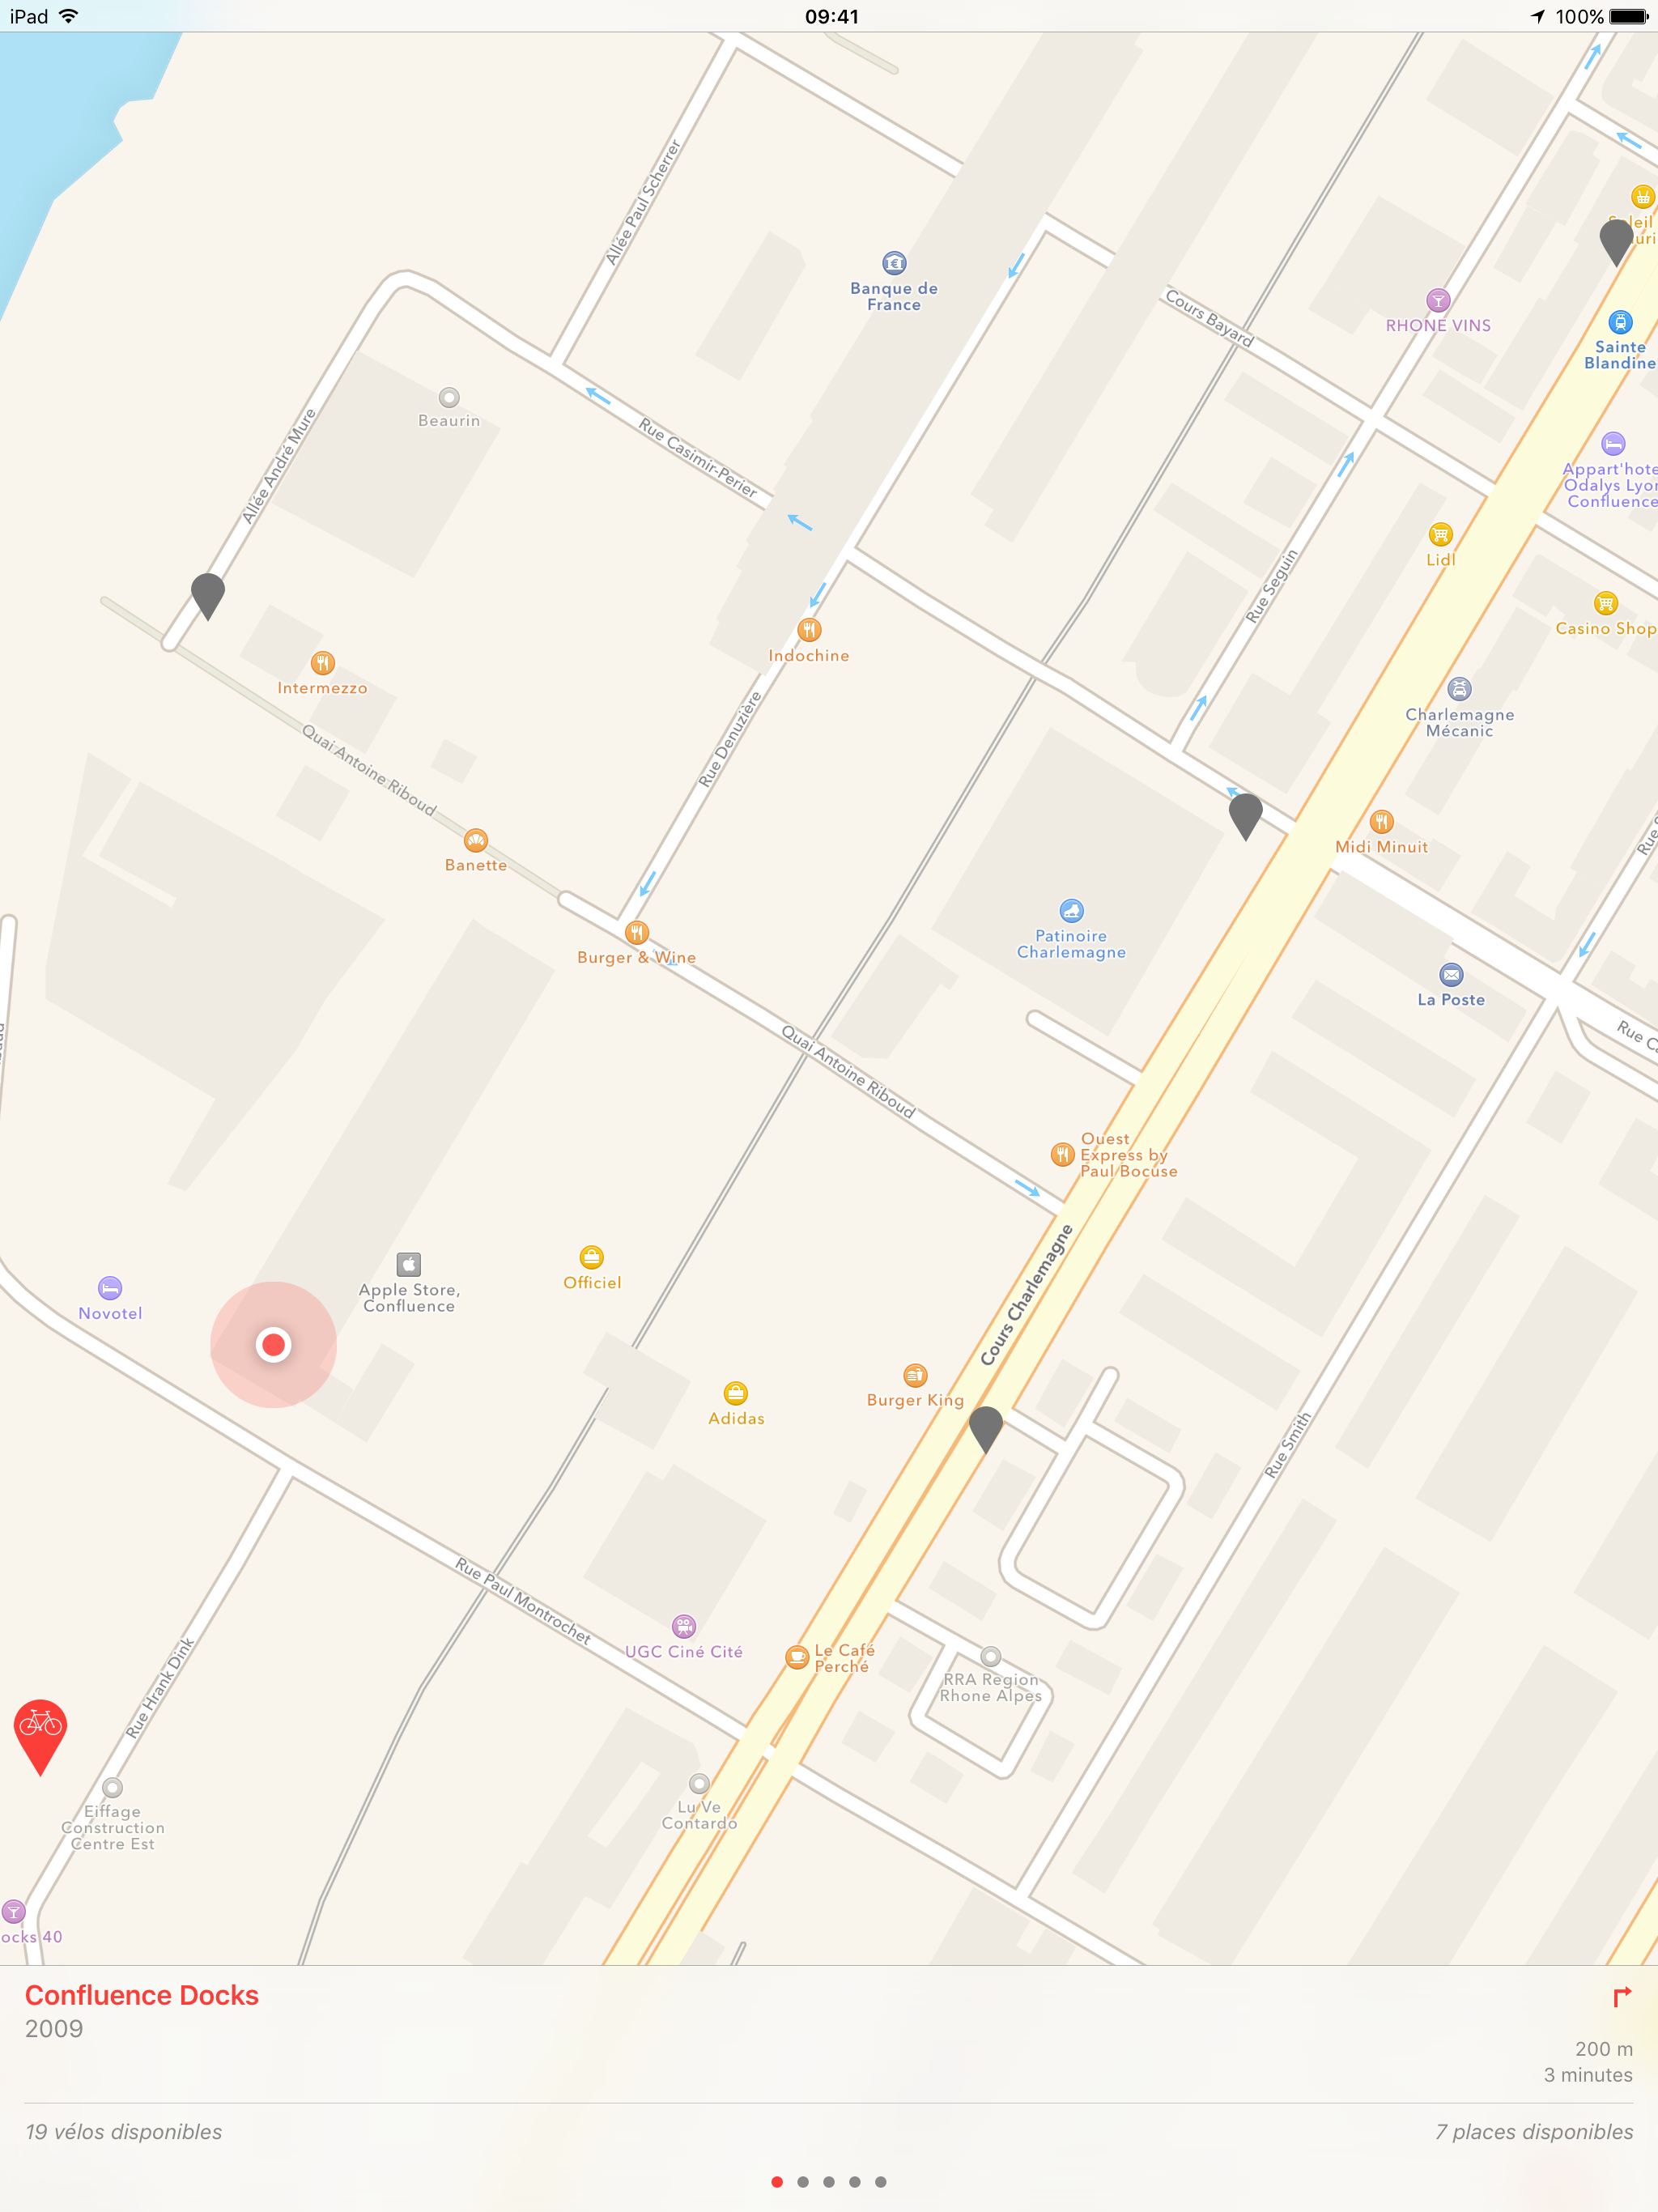 iPad
09:41
100%
Allée Paul Scherrer
Banque de
France
Cours Bayard
RHONE VINS
Sainte
Blandine
Beaurin
Allée André Mure
Rue Casimir-Perier
Appart'hote
Odalys Lyon
Confluence
Lidl
Rue Seguin
Casino Shop
Indochine
Intermezzo
Charlemagne
Mécanic
Rue Denuzière
Quai Antoine Riboud
Midi Minuit
Banette
Burger & Wine
Patinoire
Charlemagne
La Poste
Quai Antoine Riboud
Ouest
Express by
Paul Bocuse
Cours Charlemagne
Novotel
Apple Store,
Confluence
Officiel
Adidas
Burger King
Rue Smith
Rue Paul Montrochet
UGC Ciné Cité
Le Café
Perché
RRA Region
Rhone Alpes
Rue Hrank Dink
Lu Ve
Contardo
Eiffage
Construction
Centre Est
ocks 40
Confluence Docks
2009
200 m
3 minutes
19 vélos disponibles
7 places disponibles